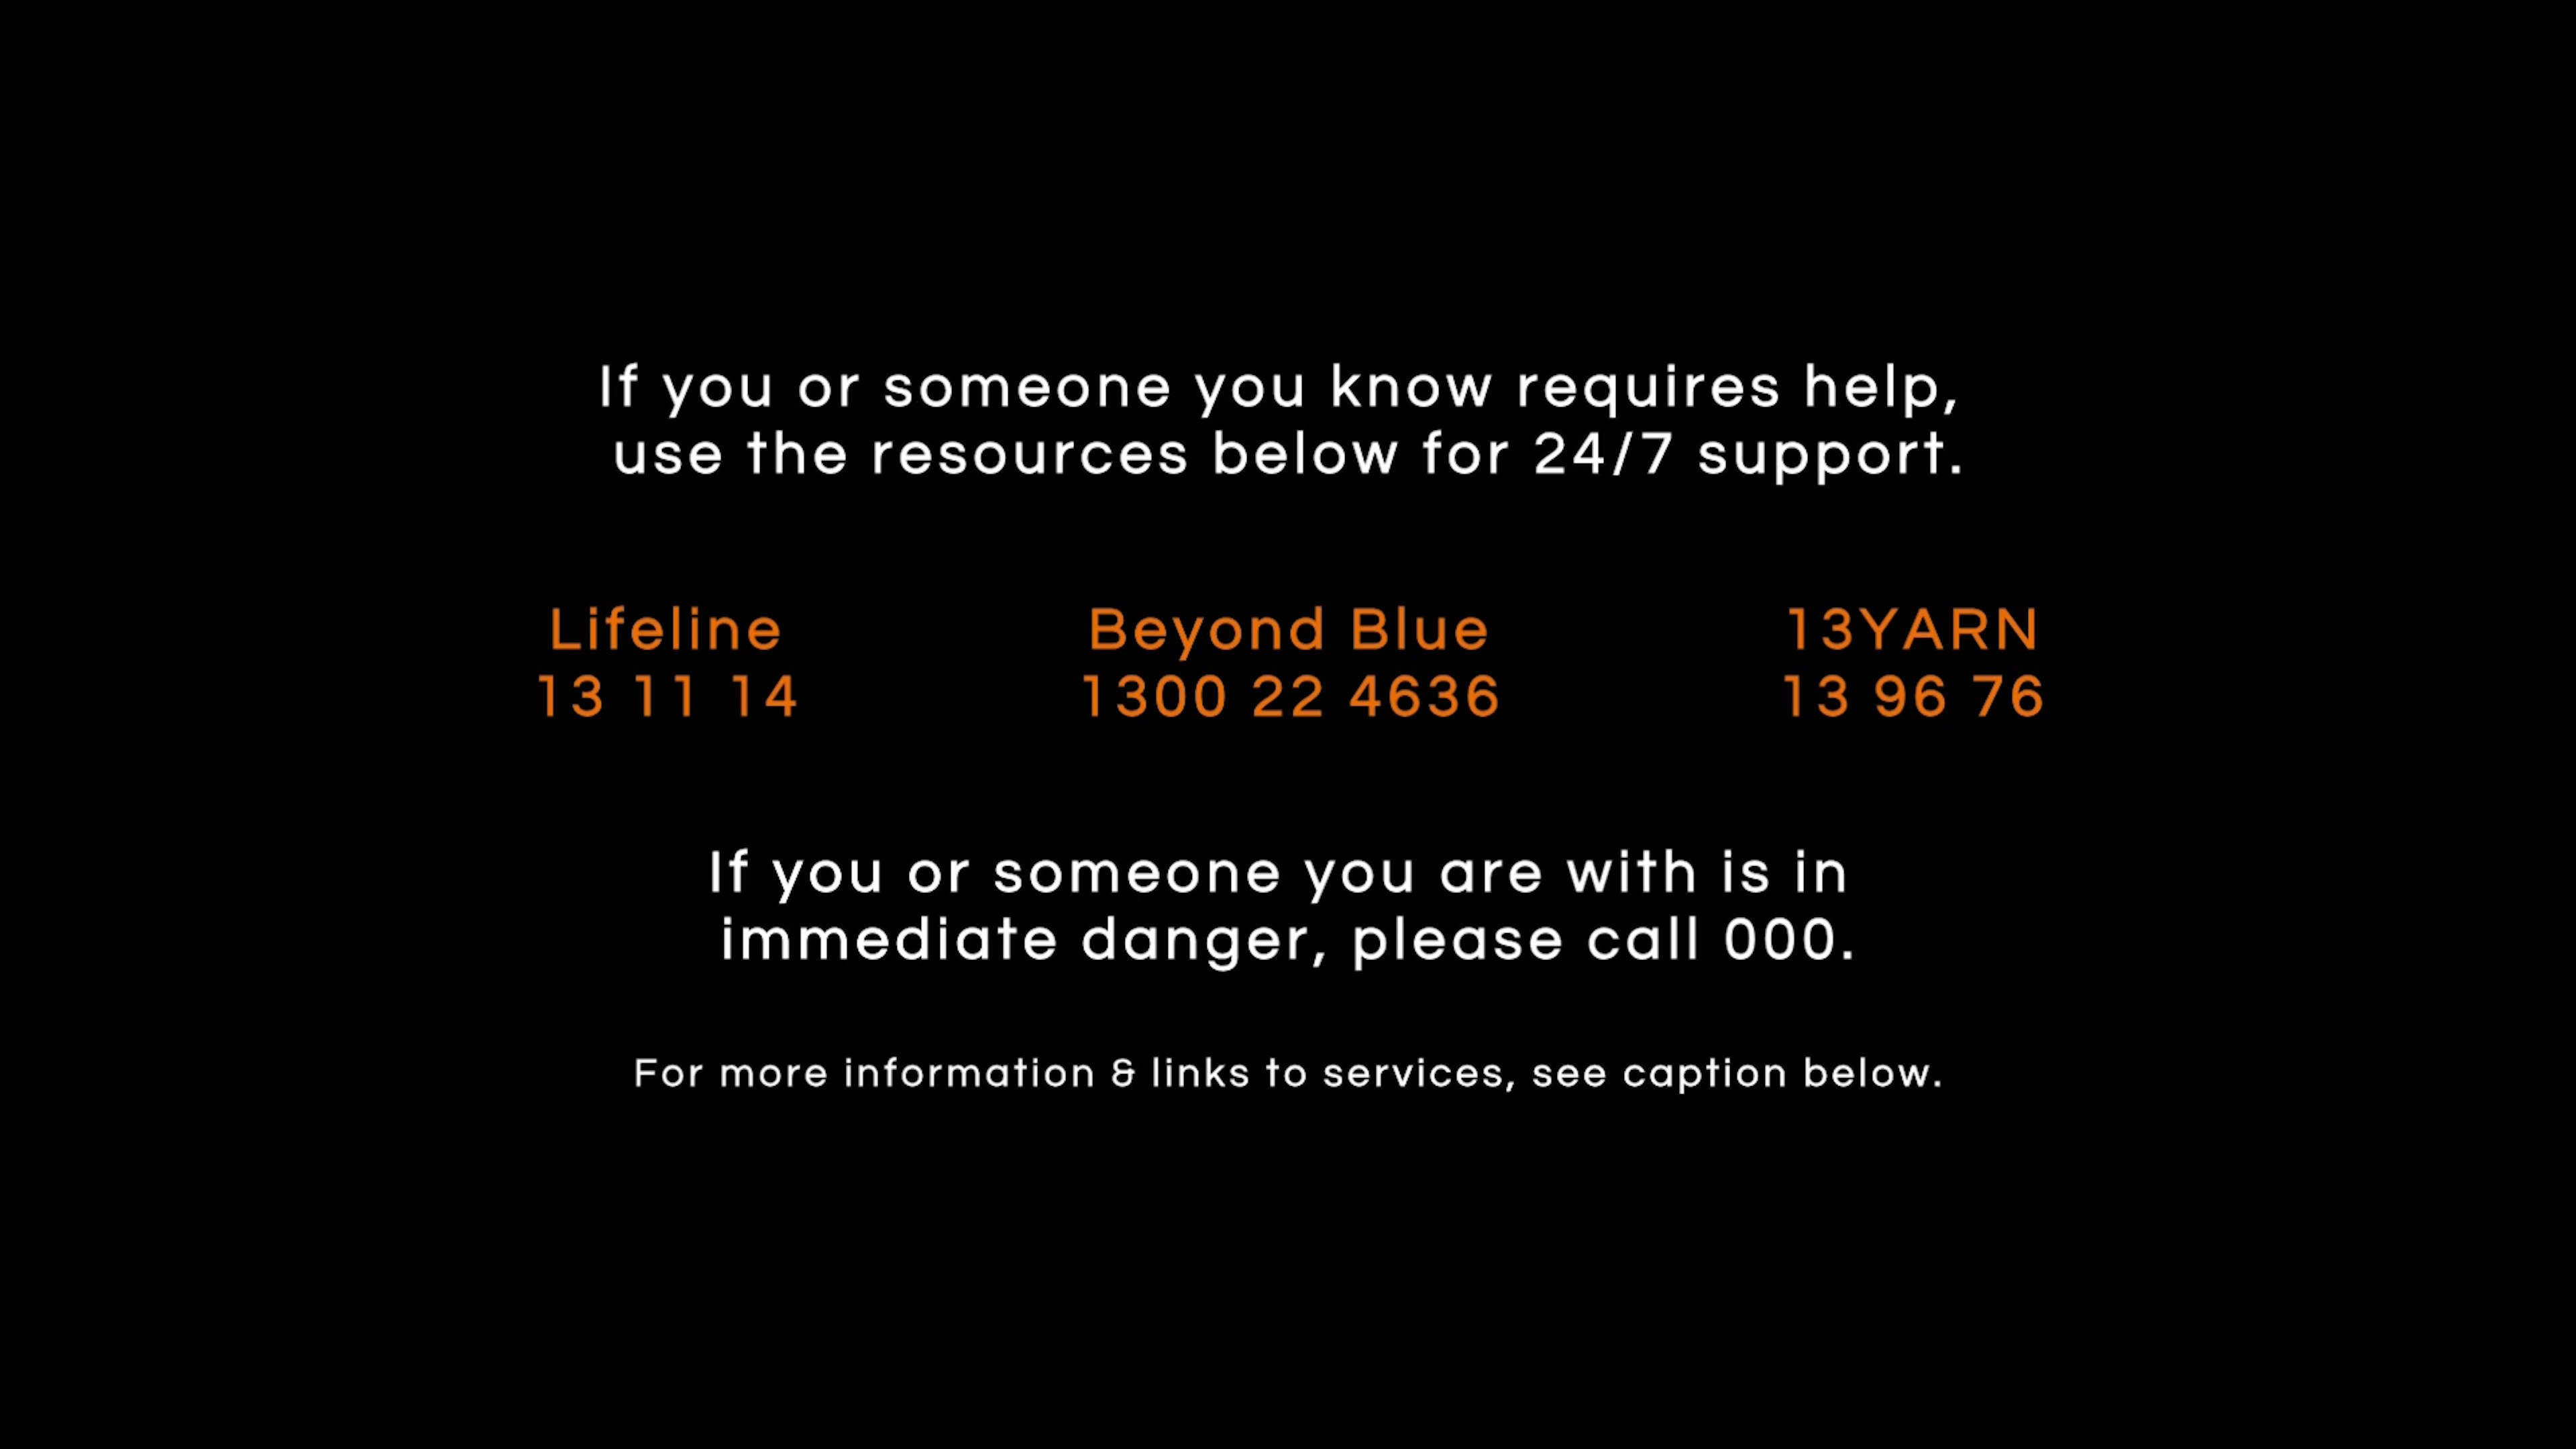 If you or someone you know requires help,
use the resources below for 24/7 support.
Lifeline
13 11 14
Beyond Blue
1300 22 4636
13YARN
13 96 76
If you or someone you are with is in
immediate danger, please call 000.
For more information & links to services, see caption below.